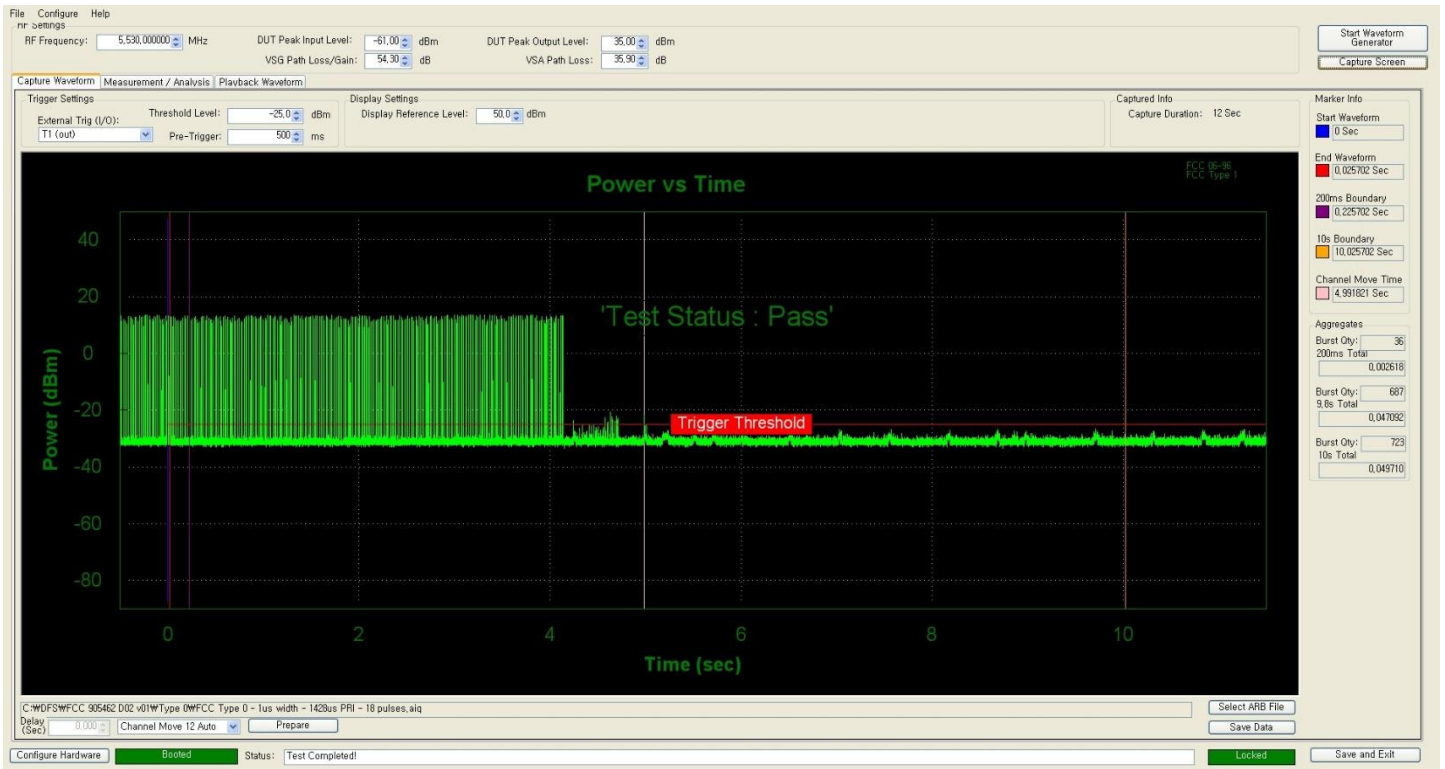 File Configure Help
RF Settings
RF Frequency: 5,530,000000 MHz DUT Peak Input Level: -61,00 dBm DUT Peak Output Level: 35,00 dBm
VSG Path Loss/Gain: 54,30 dB VSA Path Loss: 35,90 dB
Start Waveform
Generator
Capture Screen
Capture Waveform Measurement / Analysis Playback Waveform
Trigger Settings
External Trig (I/O):
T1 (out)
Threshold Level: -25,0 dBm
Pre-Trigger: 500 ms
Display Settings
Display Reference Level: 50,0 dBm
Captured Info
Capture Duration: 12 Sec
FCC 06-96
FCC Type 1
Power vs Time
'Test Status : Pass'
Trigger Threshold
Power (dBm)
40
20
0
-20
-40
-60
-80
0 2 4 6 8 10
Time (sec)
Marker Info
Start Waveform
0 Sec
End Waveform
0,025702 Sec
200ms Boundary
0,225702 Sec
10s Boundary
10,025702 Sec
Channel Move Time
4,991821 Sec
Aggregates
Burst Qty: 36
200ms Total
0,002618
Burst Qty: 687
9,8s Total
0,047092
Burst Qty: 723
10s Total
0,049710
C:₩DFS₩FCC 905462 D02 v01₩Type 0₩FCC Type 0 - 1us width - 1428us PRI - 18 pulses,aiq
Select ARB File
Delay
(Sec) 0,000 Channel Move 12 Auto Prepare
Save Data
Configure Hardware Booted Status: Test Completed! Locked Save and Exit